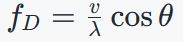 $f_D = \frac{v}{\lambda} \cos \theta$